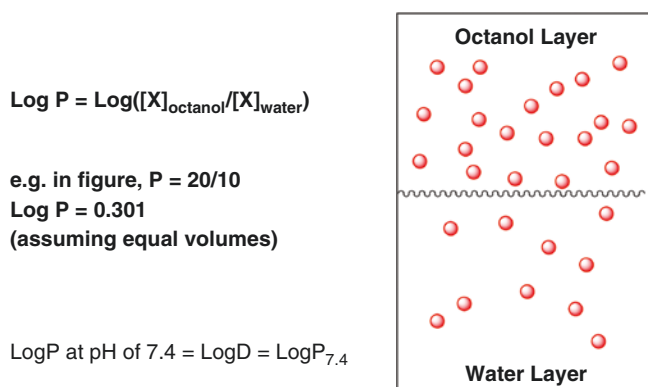 Log P = Log([X]octanol/[X]water)
e.g. in figure, P = 20/10
Log P = 0.301
(assuming equal volumes)
LogP at pH of 7.4 = LogD = LogP7.4
Octanol Layer
Water Layer